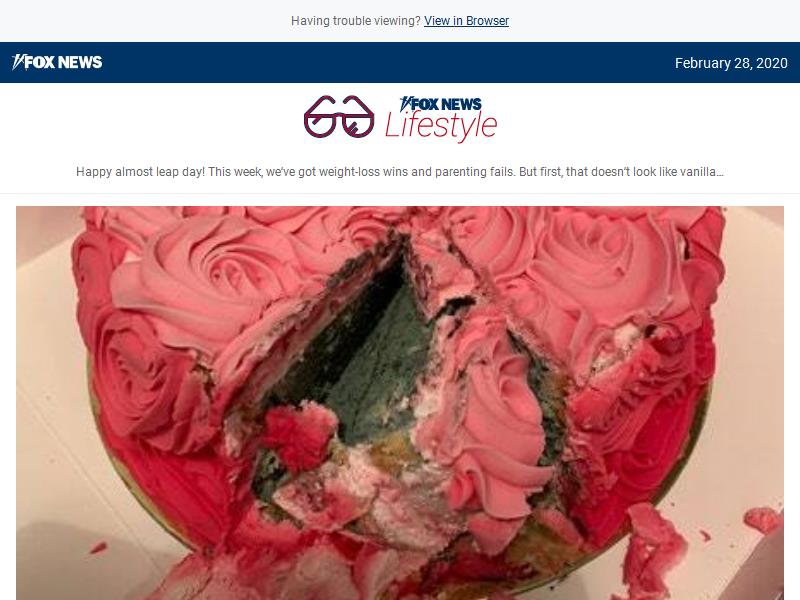 Having trouble viewing? View in Browser
FOX NEWS
February 28, 2020
FOX NEWS
Lifestyle
Happy almost leap day! This week, we've got weight-loss wins and parenting fails. But first, that doesn't look like vanilla...